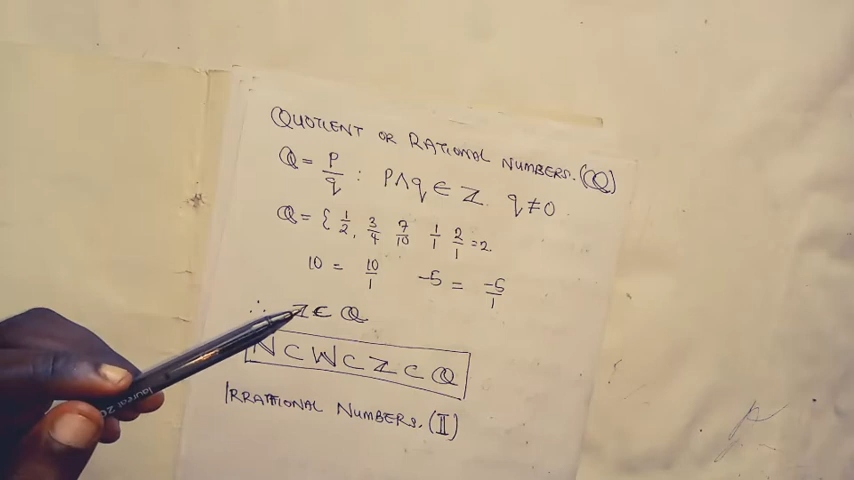 QUOTIENT OR RATIONAL NUMBERS. (ℚ)
ℚ = p/q : P∧q ∈ ℤ. q ≠ 0
ℚ = { 1/2, 3/4 7/10 1/1 2/1 = 2.
10 = 10/1 -5 = -5/1
∴ ℤ ∈ ℚ
N ⊂ W ⊂ ℤ ⊂ ℚ
IRRATIONAL NUMBERS. (𝕀)